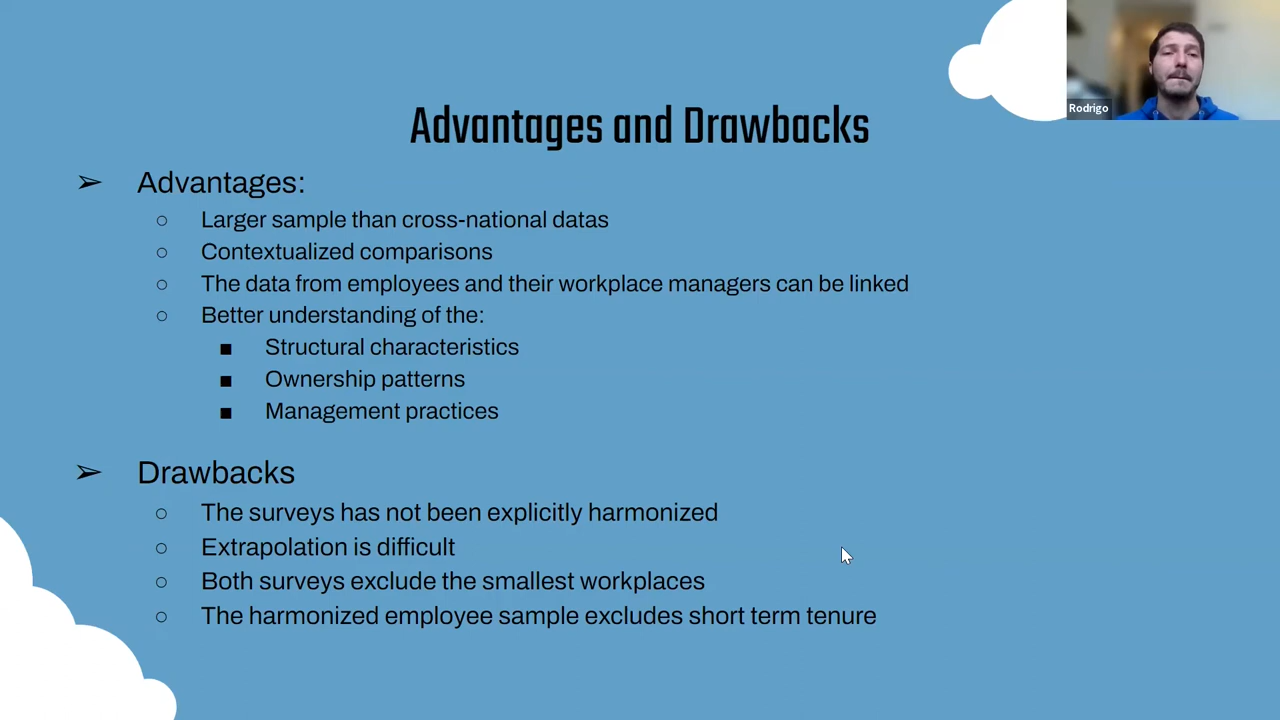 Rodrigo
Advantages and Drawbacks
➢ Advantages:
○ Larger sample than cross-national datas
○ Contextualized comparisons
○ The data from employees and their workplace managers can be linked
○ Better understanding of the:
■ Structural characteristics
■ Ownership patterns
■ Management practices
➢ Drawbacks
○ The surveys has not been explicitly harmonized
○ Extrapolation is difficult
○ Both surveys exclude the smallest workplaces
○ The harmonized employee sample excludes short term tenure